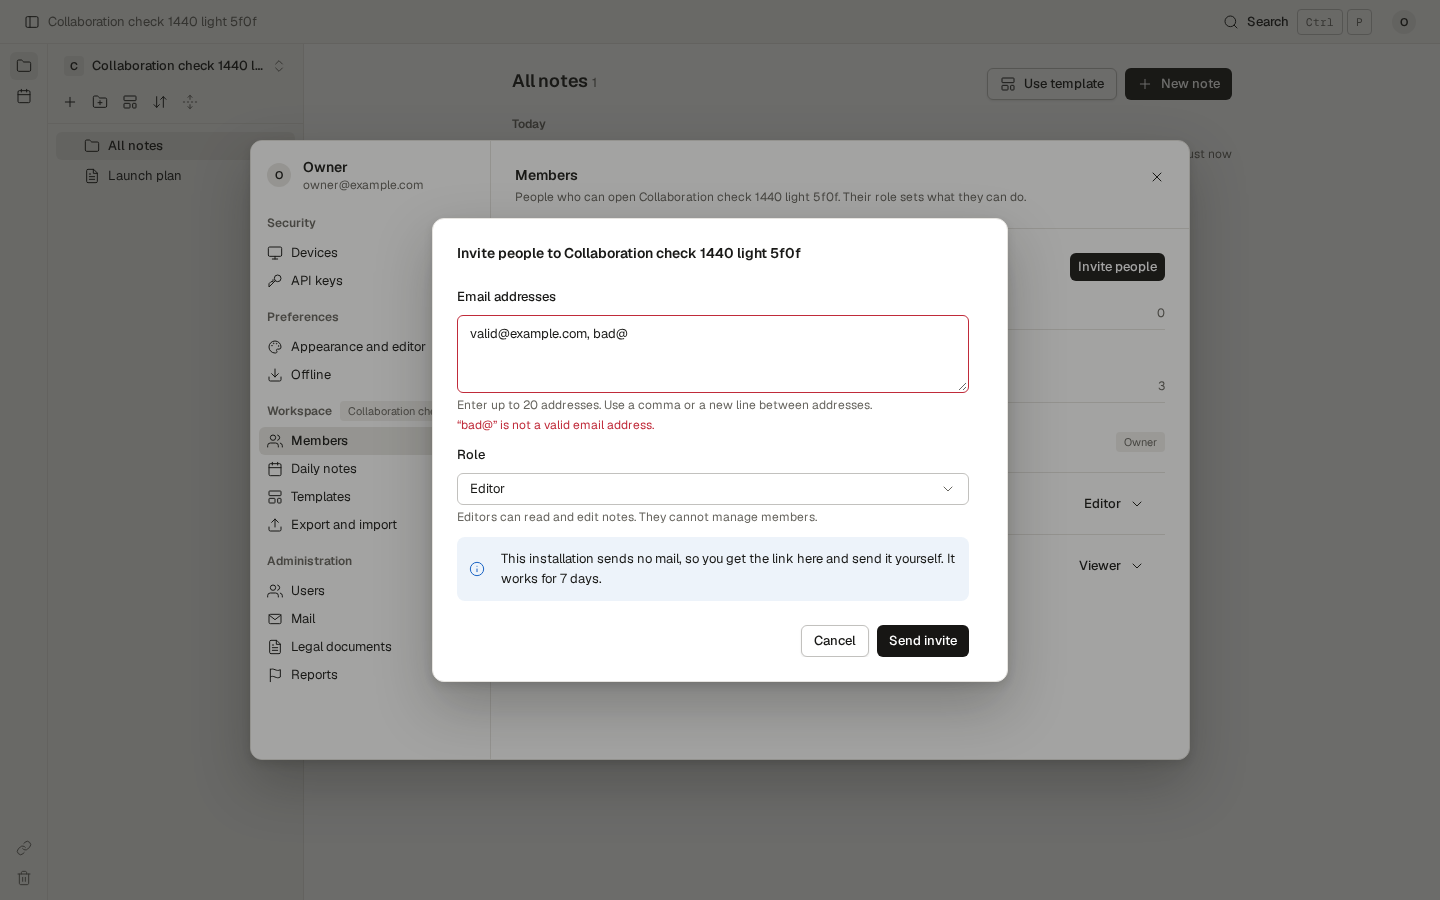 Collaboration check 1440 light 5f0f
Search Ctrl P O
C Collaboration check 1440 l...
All notes 1
Use template
New note
Today
All notes
Launch plan
ust now
O Owner
owner@example.com
Security
Devices
API keys
Preferences
Appearance and editor
Offline
Workspace Collaboration che
Members
Daily notes
Templates
Export and import
Administration
Users
Mail
Legal documents
Reports
Members
People who can open Collaboration check 1440 light 5f0f. Their role sets what they can do.
Invite people
0
3
Owner
Editor
Viewer
Invite people to Collaboration check 1440 light 5f0f
Email addresses
valid@example.com, bad@
Enter up to 20 addresses. Use a comma or a new line between addresses.
“bad@” is not a valid email address.
Role
Editor
Editors can read and edit notes. They cannot manage members.
This installation sends no mail, so you get the link here and send it yourself. It
works for 7 days.
Cancel
Send invite